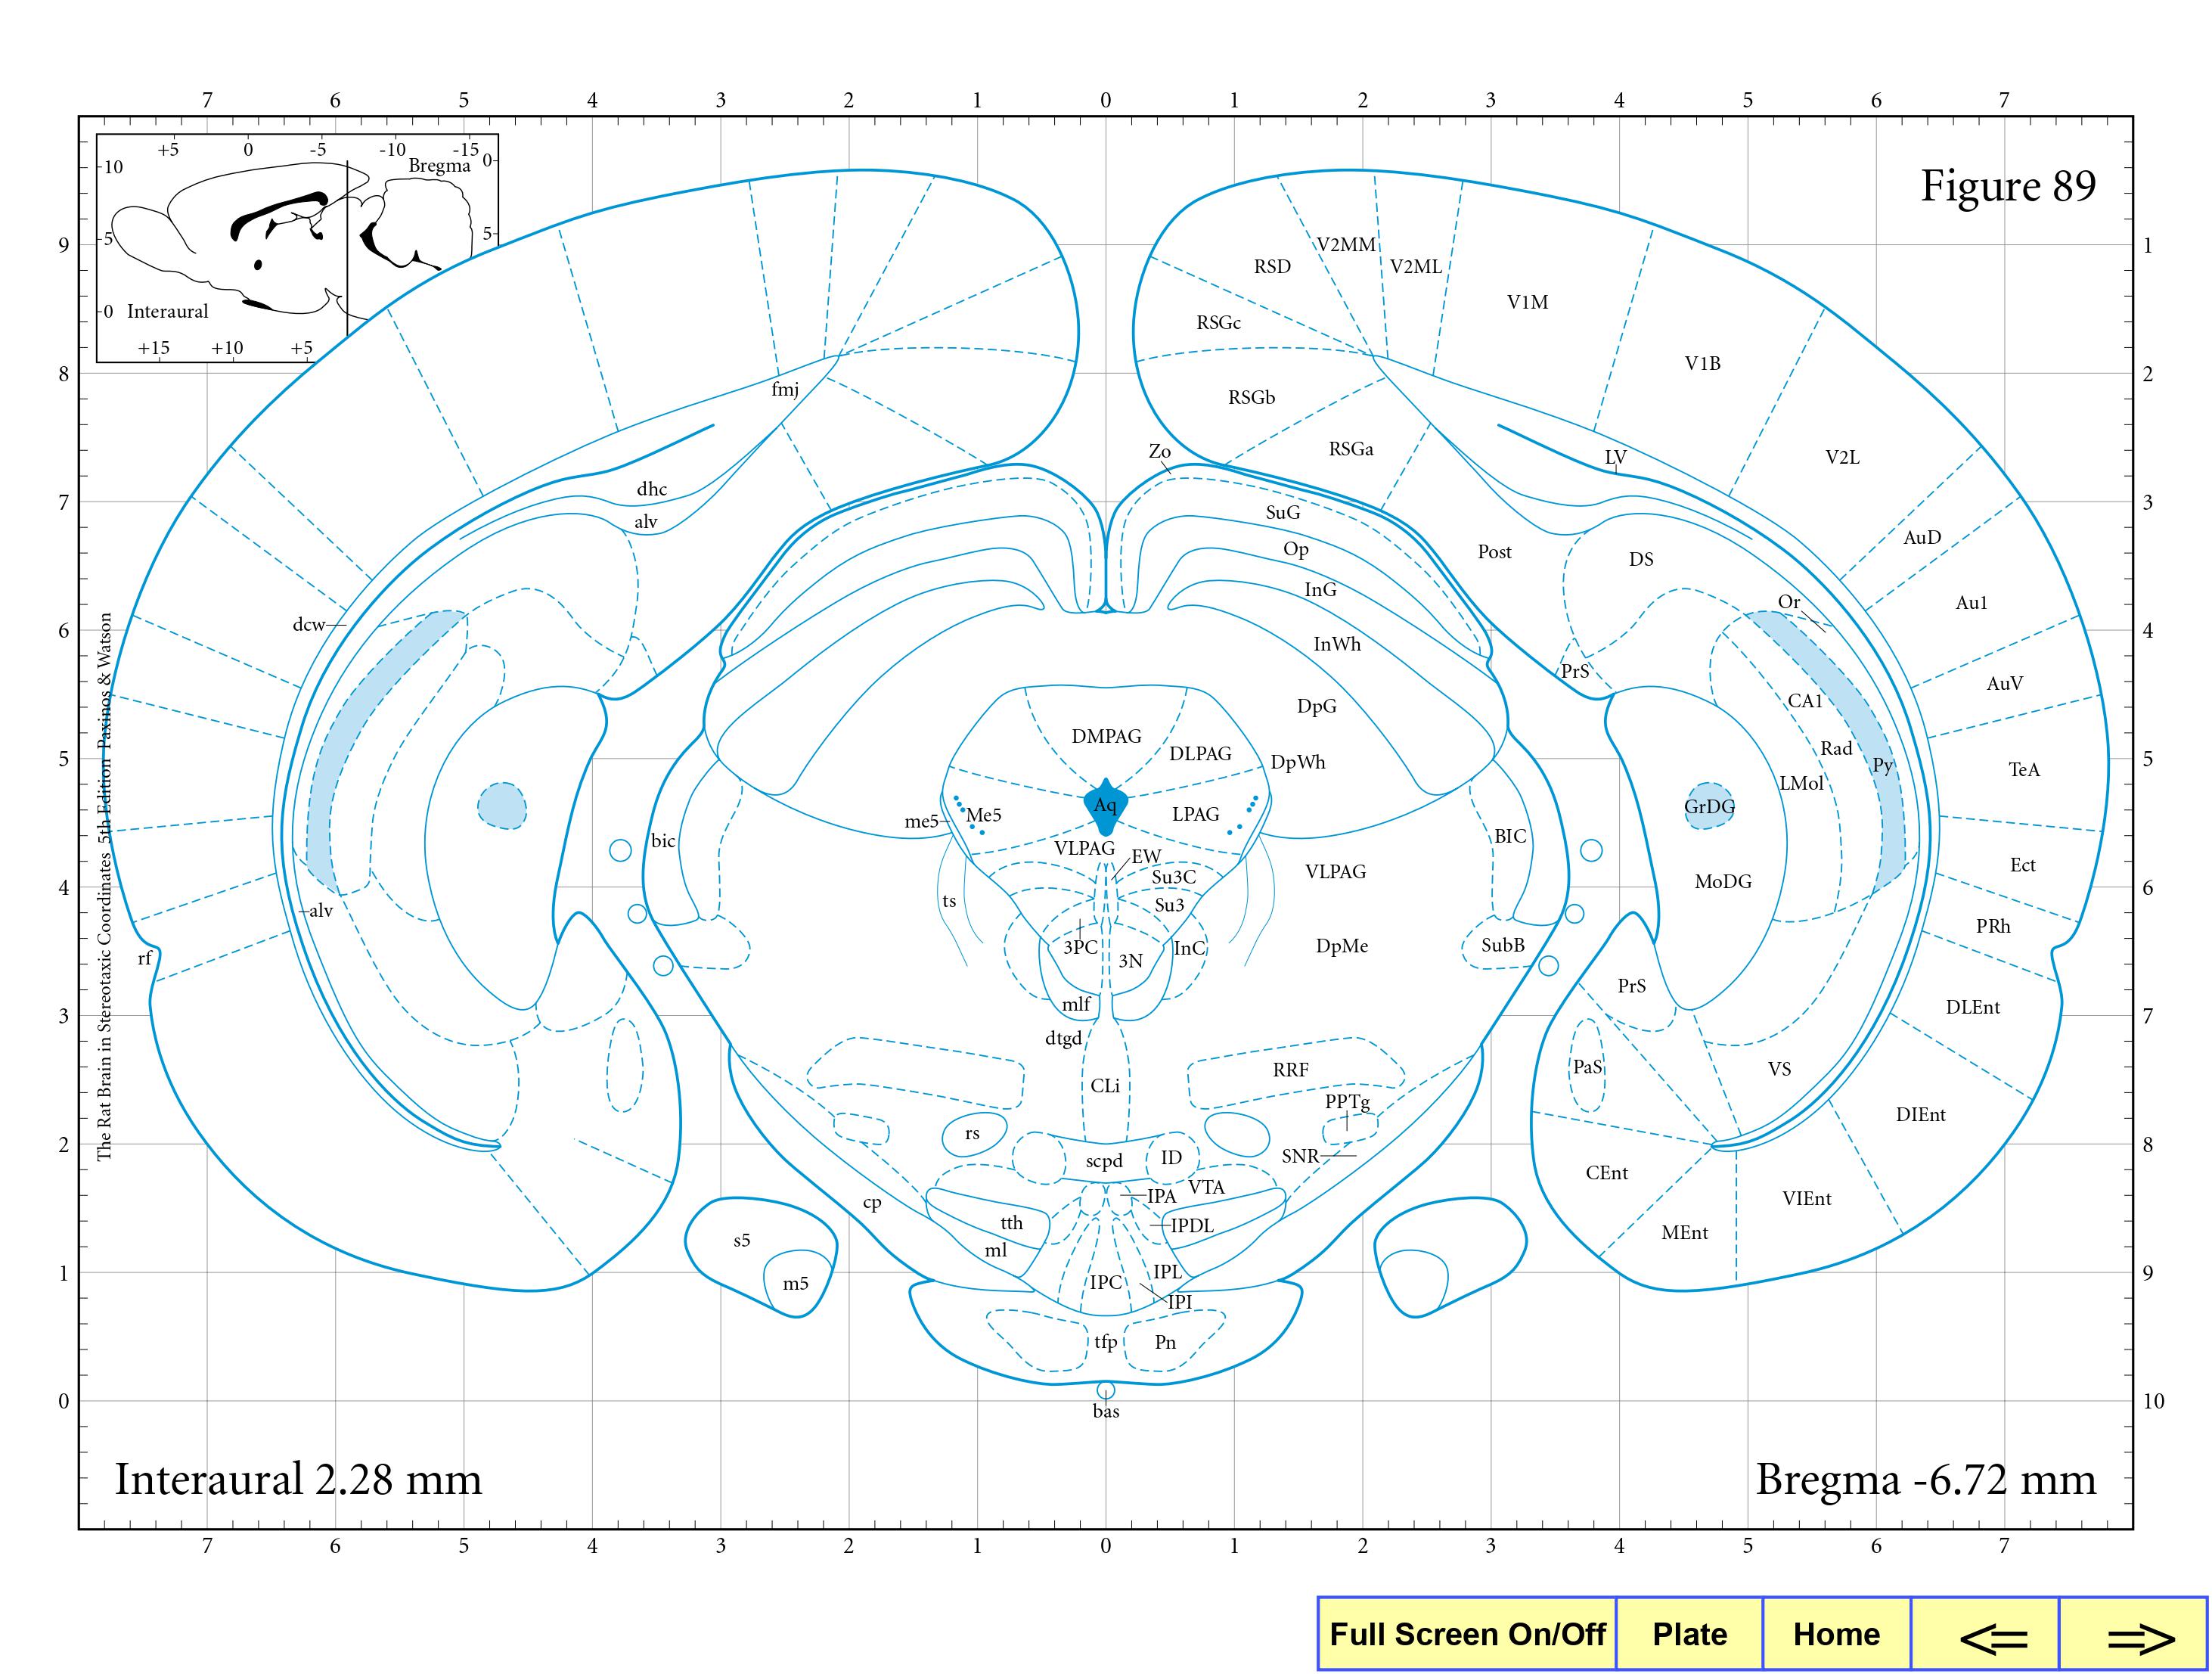 7 6 5 4 3 2 1 0 1 2 3 4 5 6 7
+5 0 -5 -10 -15
Bregma
10 0
5 5
0 Interaural
+15 +10 +5
Figure 89
9 1
8 2
7 3
6 4
5 5
4 6
3 7
2 8
1 9
0 10
The Rat Brain in Stereotaxic Coordinates 5th Edition Paxinos & Watson
V2MM
RSD V2ML
V1M
RSGc
V1B
fmj
RSGb
RSGa
Zo
LV V2L
dhc
alv
SuG
AuD
Op
Post
DS
InG
Or Au1
dcw
InWh
PrS
AuV
CA1
DpG
DMPAG
DLPAG
DpWh
Rad
Py
TeA
LMol
Aq
GrDG
me5 Me5
LPAG
bic
BIC
VLPAG
EW
Ect
VLPAG
Su3C
MoDG
ts
Su3
alv
PRh
3PC
InC
DpMe
SubB
rf
3N
PrS
mlf
DLEnt
dtgd
RRF
PaS
VS
CLi
PPTg
DIEnt
rs
scpd
ID
SNR
CEnt
VTA
IPA
VIEnt
cp
tth
IPDL
MEnt
s5
ml
IPL
m5
IPC
IPI
tfp
Pn
bas
Interaural 2.28 mm
Bregma -6.72 mm
7 6 5 4 3 2 1 0 1 2 3 4 5 6 7
Full Screen On/Off Plate Home <= =>